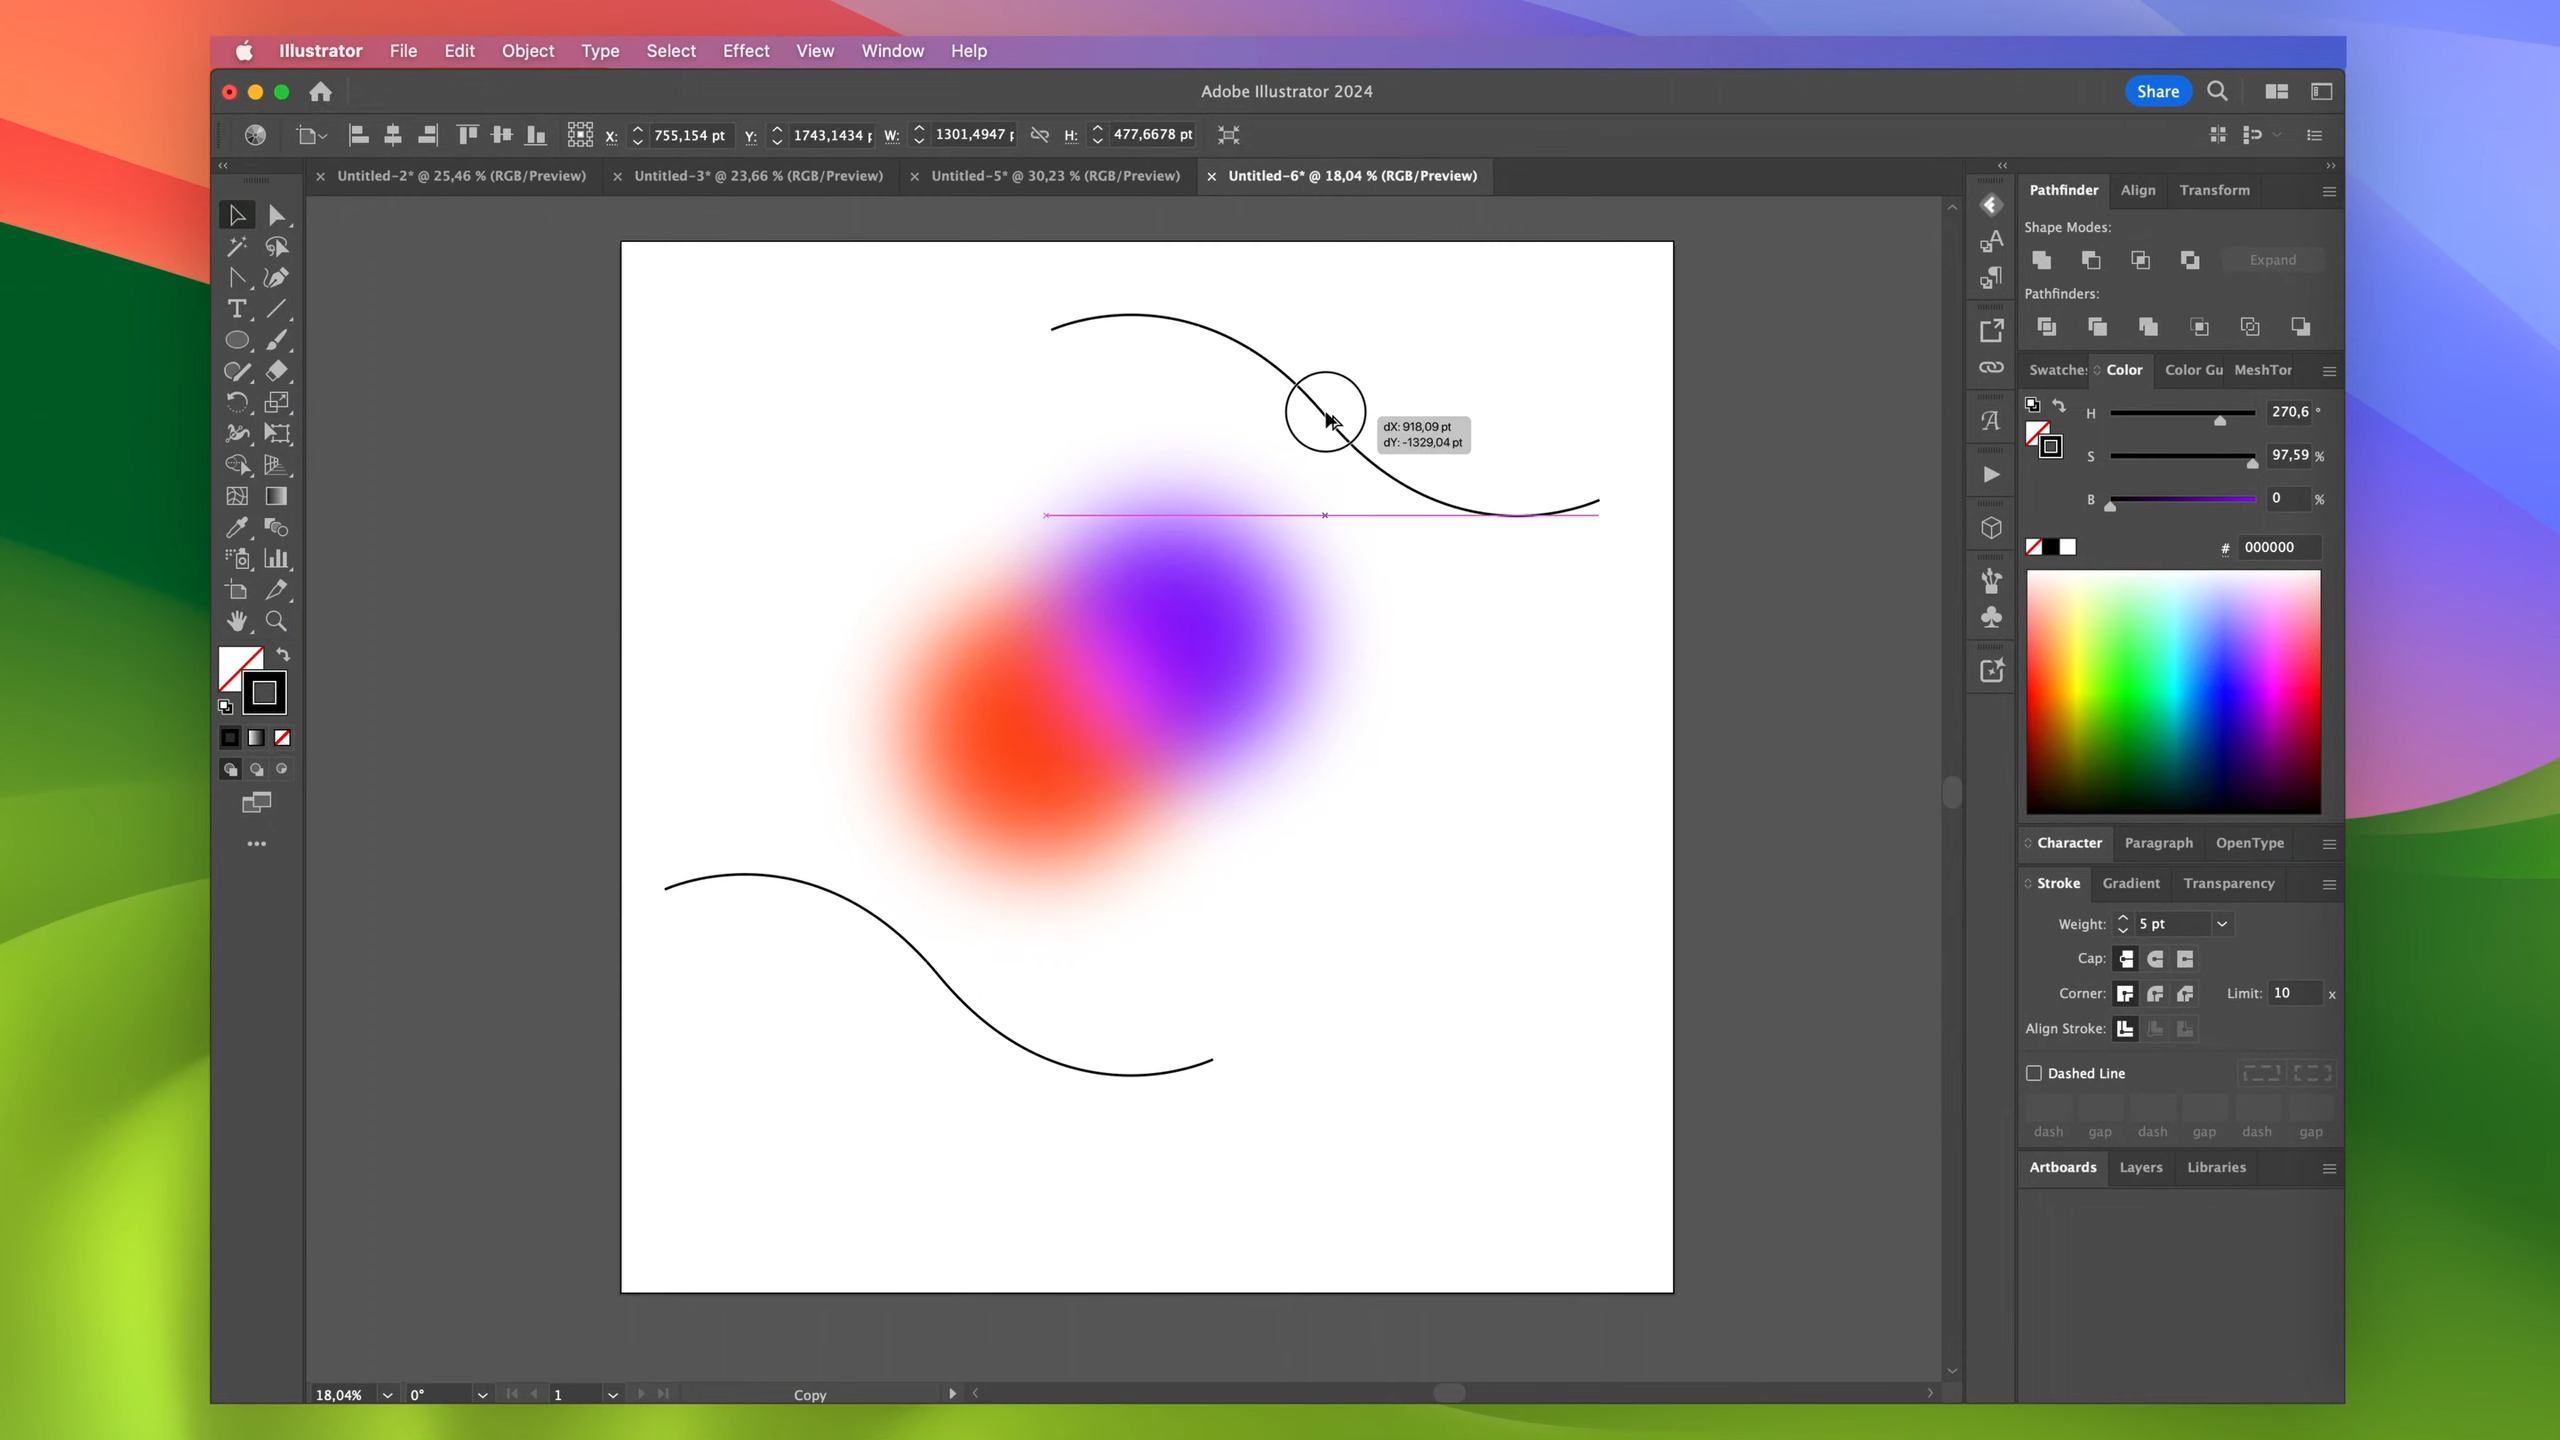 Illustrator File Edit Object Type Select Effect View Window Help
Adobe Illustrator 2024
Share
X: 755,154 pt Y: 1743,1434 W: 1301,4947 H: 477,6678 pt
Untitled-2* @ 25,46 % (RGB/Preview) Untitled-3* @ 23,66 % (RGB/Preview) Untitled-5* @ 30,23 % (RGB/Preview) Untitled-6* @ 18,04 % (RGB/Preview)
Pathfinder Align Transform
Shape Modes:
Expand
Pathfinders:
Swatches Color Color Gu MeshTor
H 270,6 °
S 97,59 %
B 0 %
# 000000
dX: 918,09 pt
dY: -1329,04 pt
Character Paragraph OpenType
Stroke Gradient Transparency
Weight: 5 pt
Cap:
Corner: Limit: 10 x
Align Stroke:
Dashed Line
dash gap dash gap dash gap
Artboards Layers Libraries
18,04% 0° 1 Copy